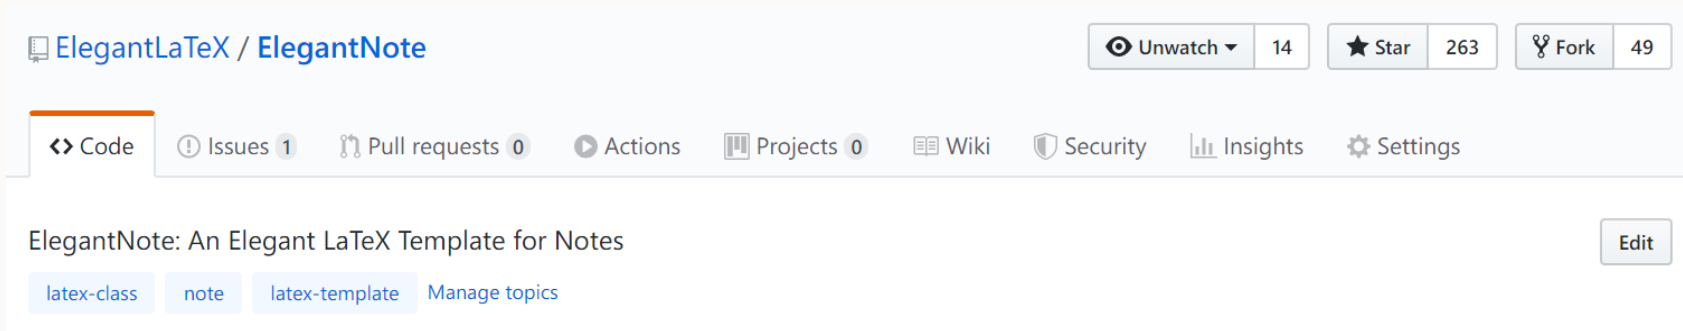 ElegantLaTeX / ElegantNote Unwatch 14 Star 263 Fork 49
Code Issues 1 Pull requests 0 Actions Projects 0 Wiki Security Insights Settings
ElegantNote: An Elegant LaTeX Template for Notes Edit
latex-class note latex-template Manage topics